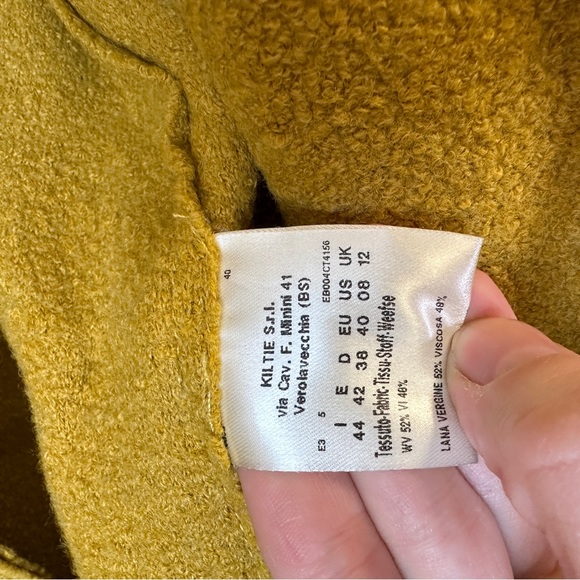 40
KILTIE S.r.l.
via Cav. F. Minini 41
Verolavecchia (BS)
E3 5 EB004CT4156
I E D EU US UK
44 42 38 40 08 12
Tessuto-Fabric-Tissu-Stoff-Weefse
WV 52% VI 48%
LANA VERGINE 52% VISCOSA 48%